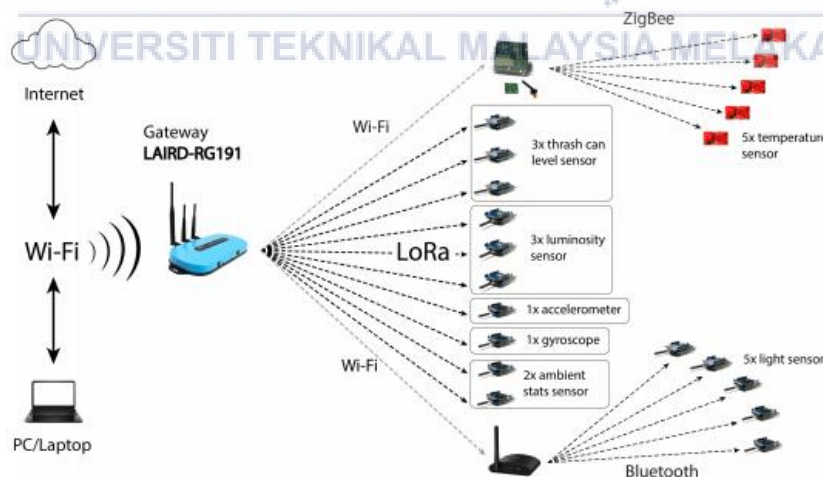 UNIVERSITI TEKNIKAL MALAYSIA MELAKA
ZigBee
Internet
Gateway
LAIRD-RG191
Wi-Fi
3x thrash can
level sensor
5x temperature
sensor
Wi-Fi
LoRa
3x luminosity
sensor
1x accelerometer
1x gyroscope
Wi-Fi
2x ambient
stats sensor
5x light sensor
PC/Laptop
Bluetooth